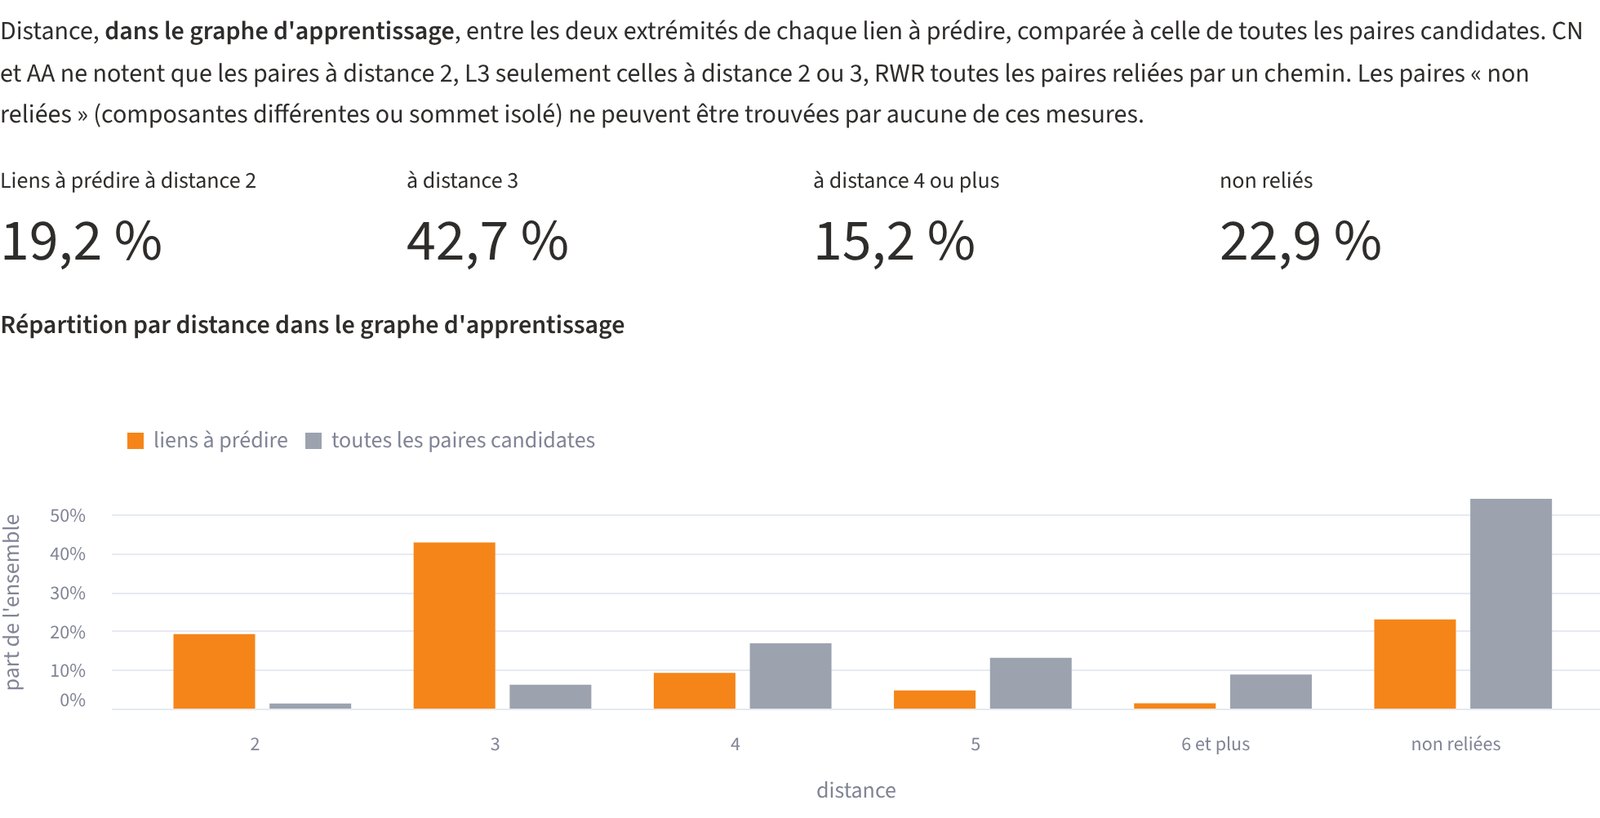 Distance, dans le graphe d'apprentissage, entre les deux extrémités de chaque lien à prédire, comparée à celle de toutes les paires candidates. CN
et AA ne notent que les paires à distance 2, L3 seulement celles à distance 2 ou 3, RWR toutes les paires reliées par un chemin. Les paires « non
reliées » (composantes différentes ou sommet isolé) ne peuvent être trouvées par aucune de ces mesures.
Liens à prédire à distance 2
19,2 %
à distance 3
42,7 %
à distance 4 ou plus
15,2 %
non reliés
22,9 %
Répartition par distance dans le graphe d'apprentissage
liens à prédire
toutes les paires candidates
part de l'ensemble
50%
40%
30%
20%
10%
0%
2
3
4
5
6 et plus
non reliées
distance